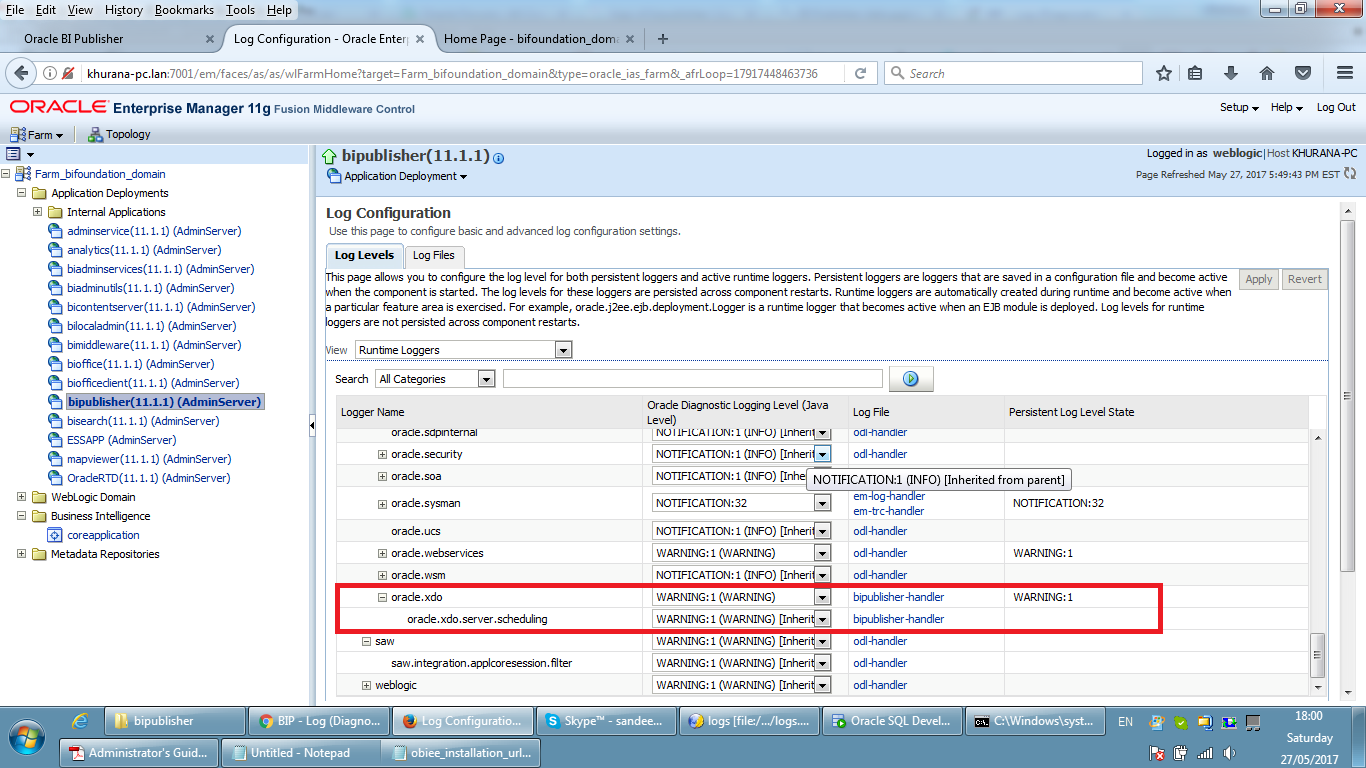 File Edit View History Bookmarks Tools Help
Oracle BI Publisher
Log Configuration - Oracle Enterp
Home Page - bifoundation_doma
khurana-pc.lan:7001/em/faces/as/as/wlFarmHome?target=Farm_bifoundation_domain&type=oracle_ias_farm&_afrLoop=17917448463736
Search
ORACLE Enterprise Manager 11g Fusion Middleware Control
Setup Help Log Out
Farm Topology
Farm_bifoundation_domain
Application Deployments
Internal Applications
adminservice(11.1.1) (AdminServer)
analytics(11.1.1) (AdminServer)
biadminservices(11.1.1) (AdminServer)
biadminutils(11.1.1) (AdminServer)
bicontentserver(11.1.1) (AdminServer)
bilocaladmin(11.1.1) (AdminServer)
bimiddleware(11.1.1) (AdminServer)
bioffice(11.1.1) (AdminServer)
biofficeclient(11.1.1) (AdminServer)
bipublisher(11.1.1) (AdminServer)
bisearch(11.1.1) (AdminServer)
ESSAPP (AdminServer)
mapviewer(11.1.1) (AdminServer)
OracleRTD(11.1.1) (AdminServer)
WebLogic Domain
Business Intelligence
coreapplication
Metadata Repositories
bipublisher(11.1.1)
Logged in as weblogic|Host KHURANA-PC
Application Deployment
Page Refreshed May 27, 2017 5:49:43 PM EST
Log Configuration
Use this page to configure basic and advanced log configuration settings.
Log Levels Log Files
This page allows you to configure the log level for both persistent loggers and active runtime loggers. Persistent loggers are loggers that are saved in a configuration file and become active
when the component is started. The log levels for these loggers are persisted across component restarts. Runtime loggers are automatically created during runtime and become active when
a particular feature area is exercised. For example, oracle.j2ee.ejb.deployment.Logger is a runtime logger that becomes active when an EJB module is deployed. Log levels for runtime
loggers are not persisted across component restarts.
Apply Revert
View Runtime Loggers
Search All Categories
Logger Name Oracle Diagnostic Logging Level (Java Level) Log File Persistent Log Level State
oracle.sdpinternal NOTIFICATION:1 (INFO) [Inherit odl-handler
oracle.security NOTIFICATION:1 (INFO) [Inherit odl-handler
oracle.soa NOTIFICATION:1 (INFO) [Inherit
NOTIFICATION:1 (INFO) [Inherited from parent]
oracle.sysman NOTIFICATION:32 em-log-handler
em-trc-handler NOTIFICATION:32
oracle.ucs NOTIFICATION:1 (INFO) [Inherit odl-handler
oracle.webservices WARNING:1 (WARNING) odl-handler WARNING:1
oracle.wsm NOTIFICATION:1 (INFO) [Inherit odl-handler
oracle.xdo WARNING:1 (WARNING) bipublisher-handler WARNING:1
oracle.xdo.server.scheduling WARNING:1 (WARNING) [Inherit bipublisher-handler
saw WARNING:1 (WARNING) [Inherit odl-handler
saw.integration.applcoresession.filter WARNING:1 (WARNING) [Inherit odl-handler
weblogic WARNING:1 (WARNING) [Inherit odl-handler
bipublisher
BIP - Log (Diagno...
Log Configuratio...
Skype™ - sandee...
logs [file:/.../logs....
Oracle SQL Devel...
C:\Windows\syst...
EN
18:00
Saturday
27/05/2017
Administrator's Guid...
Untitled - Notepad
obiee_installation_url...